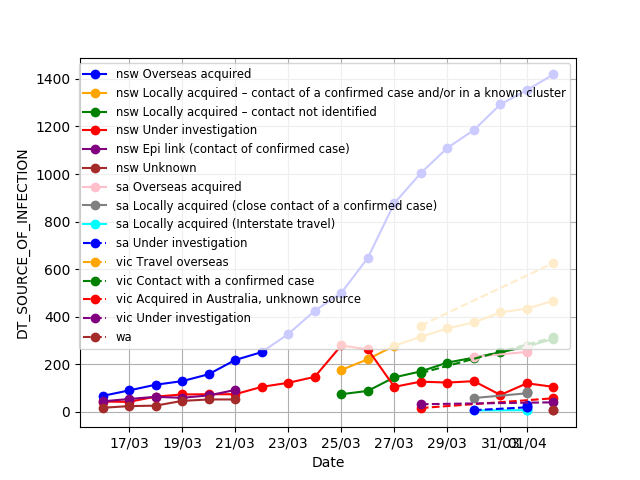 DT_SOURCE_OF_INFECTION
1400
1200
1000
800
600
400
200
0
nsw Overseas acquired
nsw Locally acquired – contact of a confirmed case and/or in a known cluster
nsw Locally acquired – contact not identified
nsw Under investigation
nsw Epi link (contact of confirmed case)
nsw Unknown
sa Overseas acquired
sa Locally acquired (close contact of a confirmed case)
sa Locally acquired (Interstate travel)
sa Under investigation
vic Travel overseas
vic Contact with a confirmed case
vic Acquired in Australia, unknown source
vic Under investigation
wa
17/03 19/03 21/03 23/03 25/03 27/03 29/03 31/03 01/04
Date